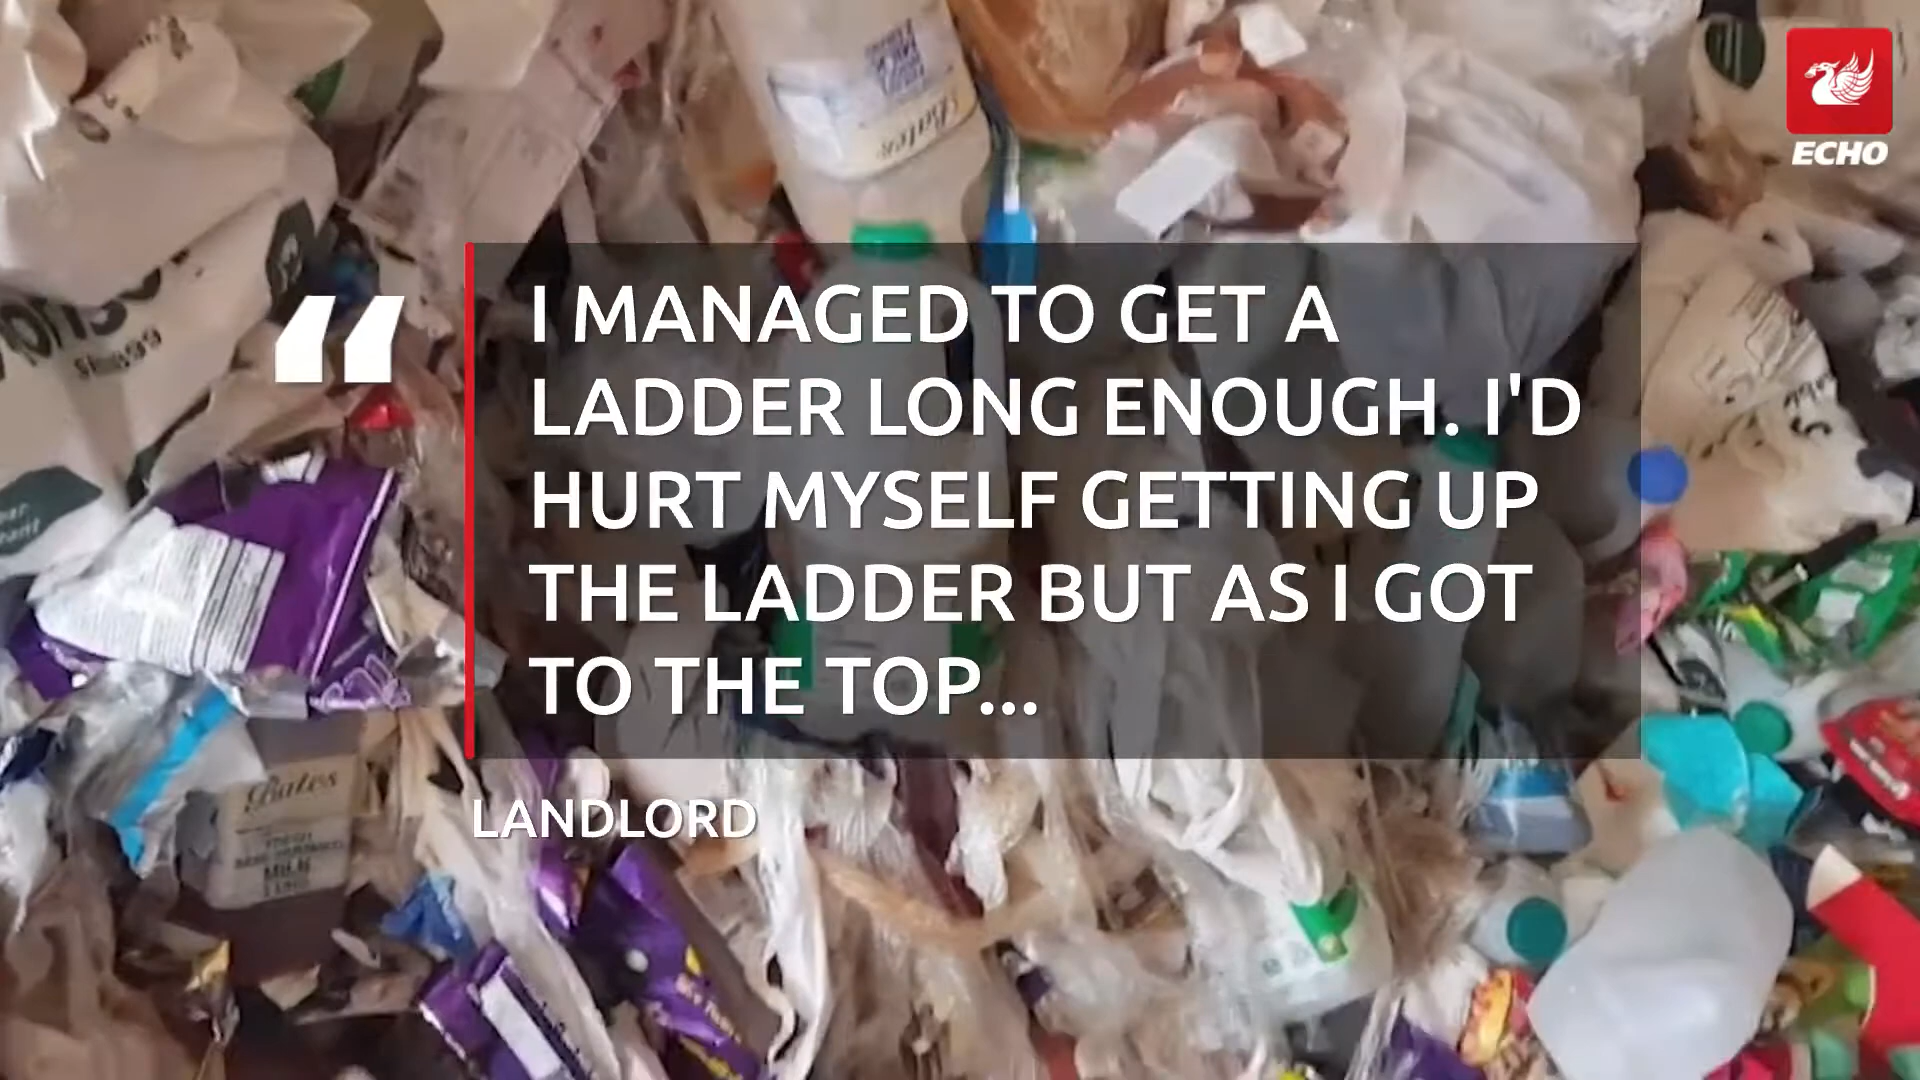 ECHO
“
I MANAGED TO GET A
LADDER LONG ENOUGH. I'D
HURT MYSELF GETTING UP
THE LADDER BUT AS I GOT
TO THE TOP...
LANDLORD
Bates
MILK
Bates